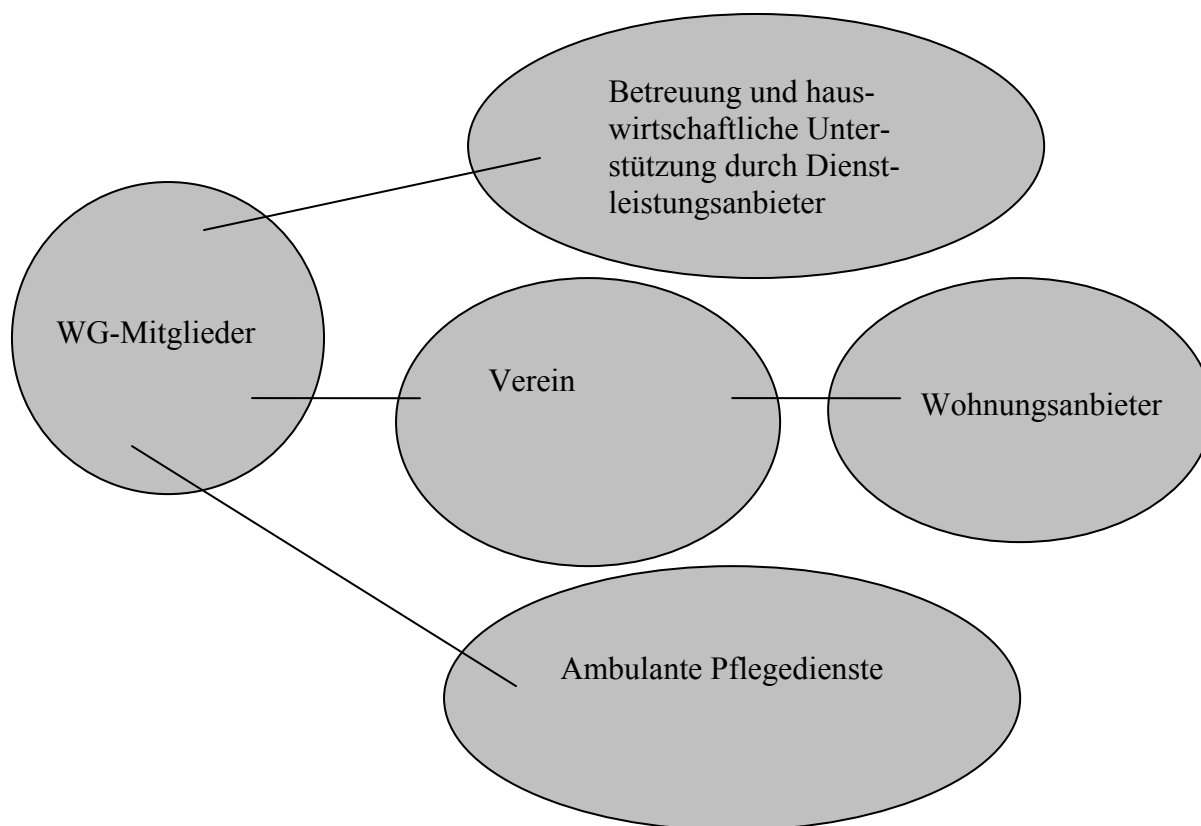 Betreuung und haus-
wirtschaftliche Unter-
stützung durch Dienst-
leistungsanbieter
WG-Mitglieder
Verein
Wohnungsanbieter
Ambulante Pflegedienste